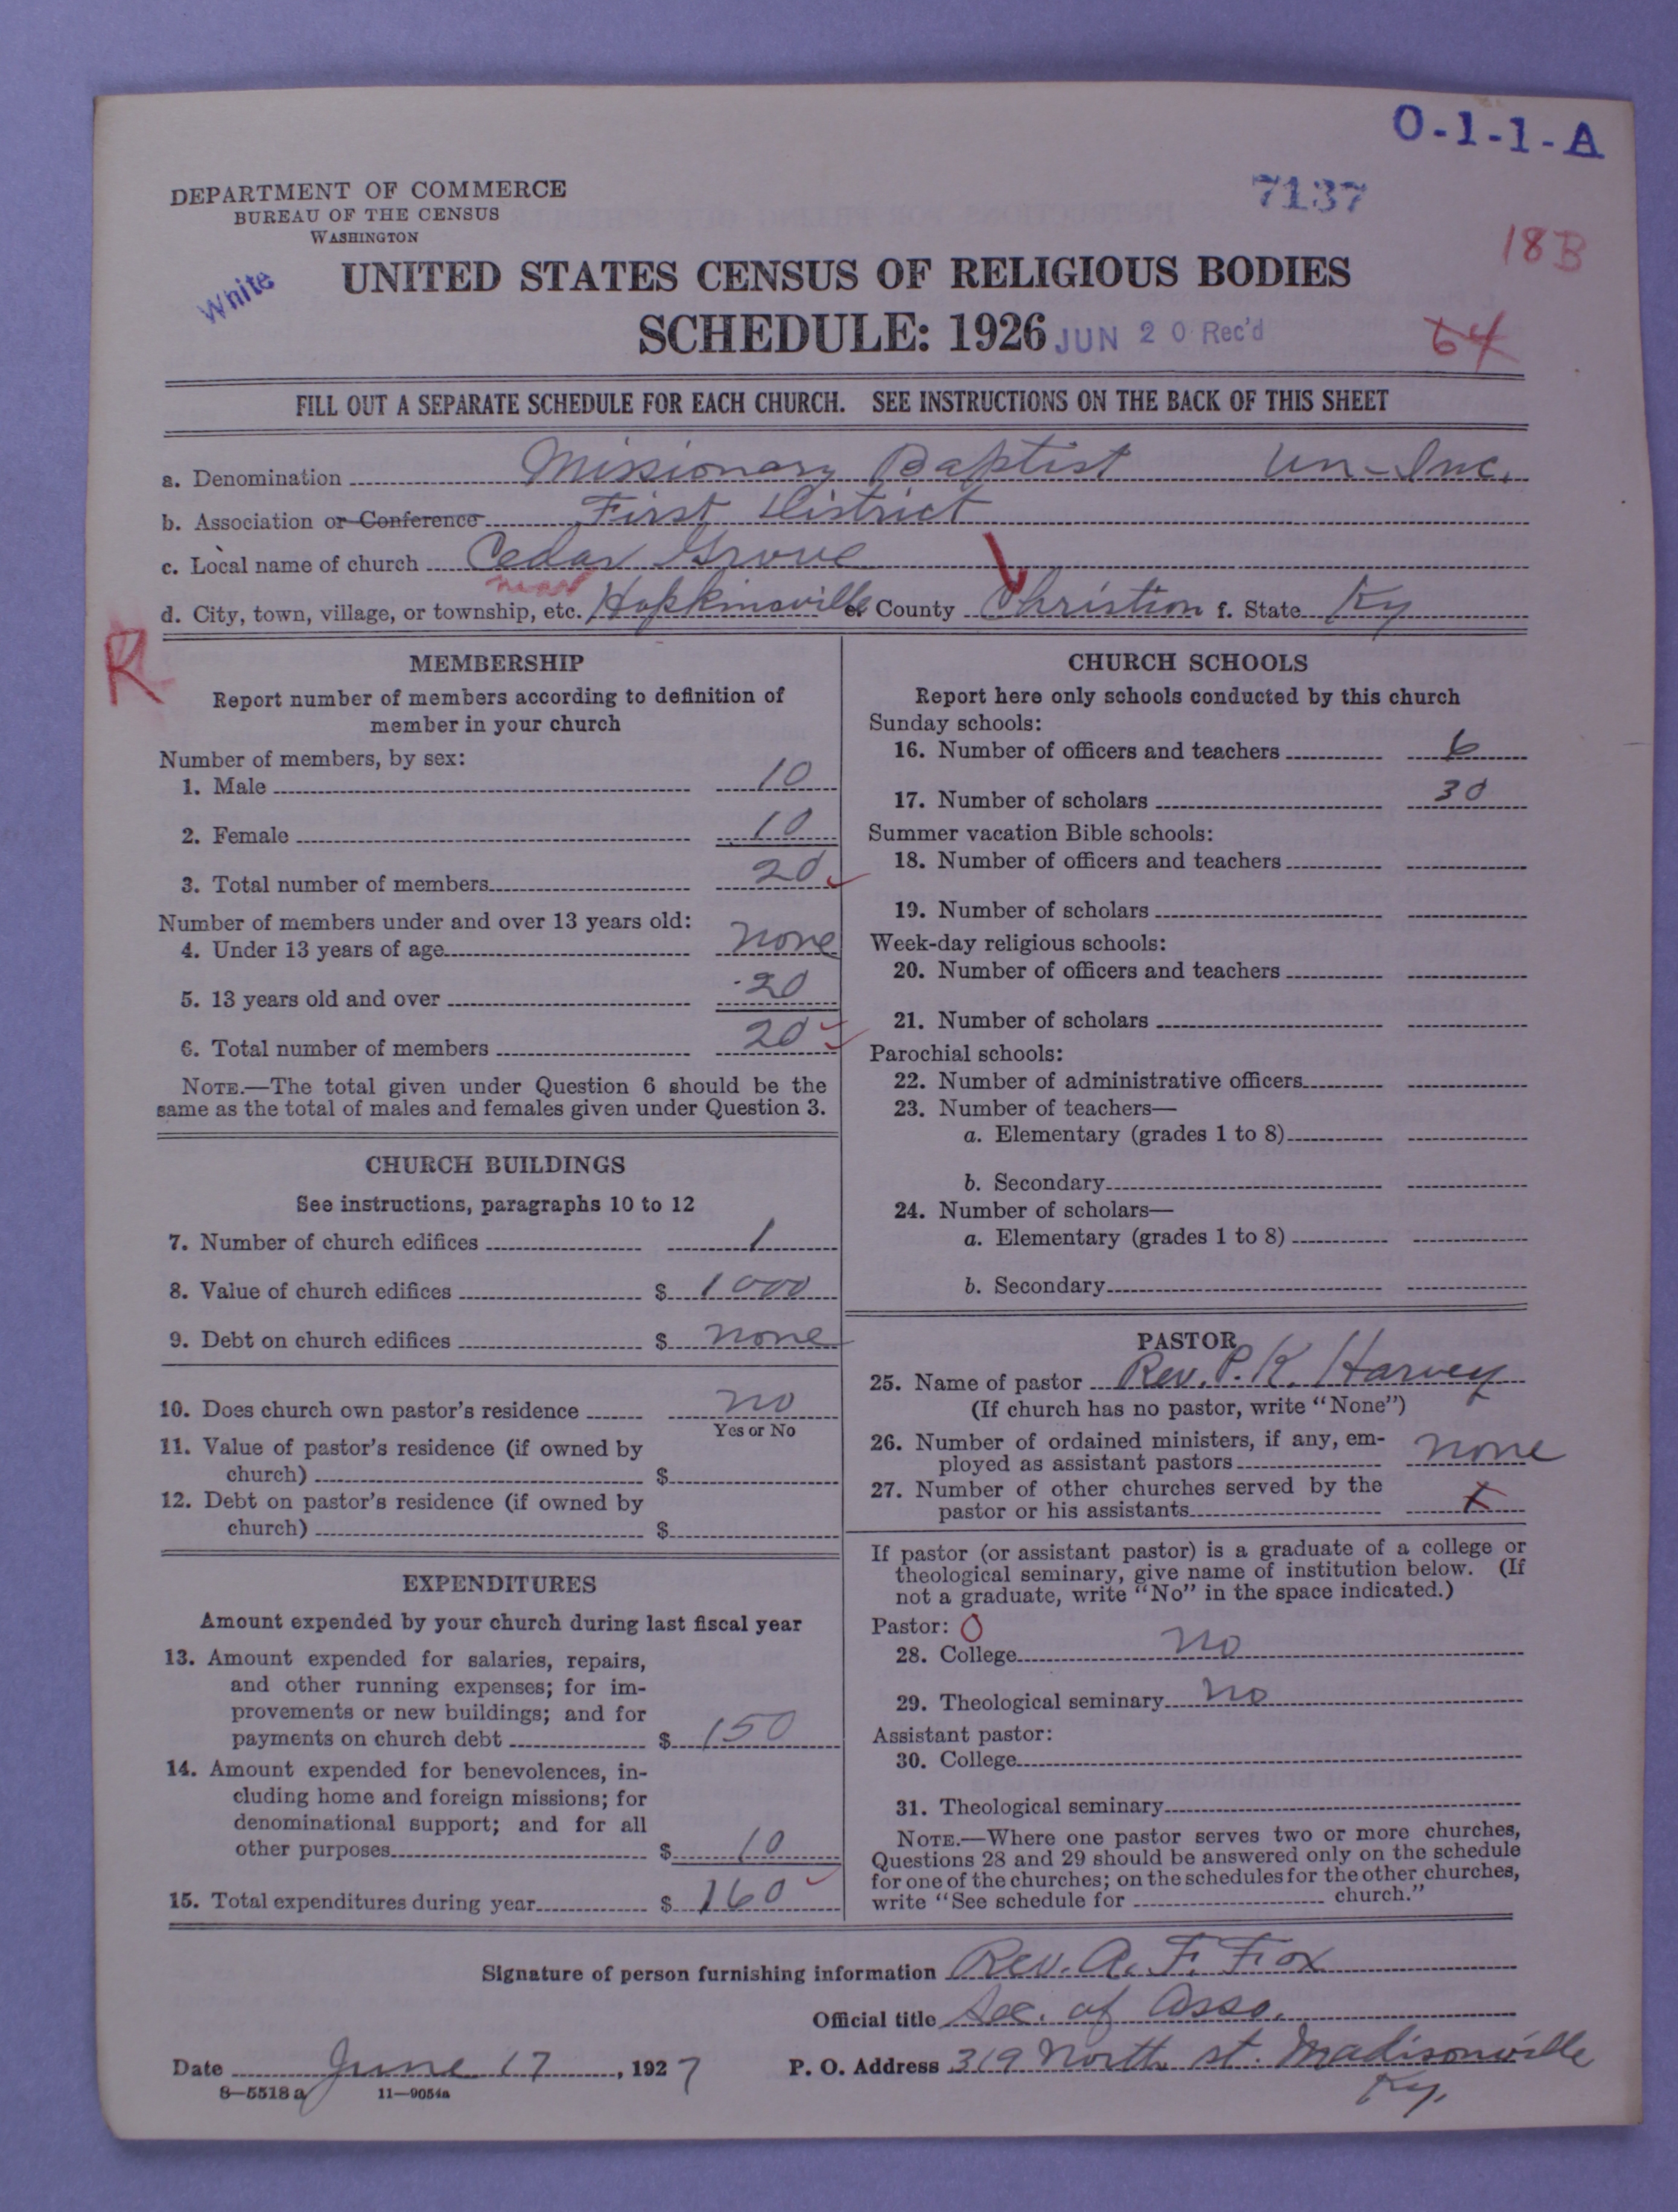 O-1-1-A
DEPARTMENT OF COMMERCE
BUREAU OF THE CENSUS
WASHINGTON
7137
18B
White
UNITED STATES CENSUS OF RELIGIOUS BODIES
SCHEDULE: 1926 JUN 20 Rec'd
64
FILL OUT A SEPARATE SCHEDULE FOR EACH CHURCH. SEE INSTRUCTIONS ON THE BACK OF THIS SHEET
a. Denomination Missionary Baptist Un-Inc.
b. Association or Conference First District
c. Local name of church Cedar Grove
near
d. City, town, village, or township, etc. Hopkinsville e. County Christion f. State Ky
R
MEMBERSHIP
Report number of members according to definition of
member in your church
Number of members, by sex:
1. Male 10
2. Female 10
3. Total number of members 20
Number of members under and over 13 years old:
4. Under 13 years of age none
5. 13 years old and over 20
6. Total number of members 20
NOTE.—The total given under Question 6 should be the
same as the total of males and females given under Question 3.
CHURCH BUILDINGS
See instructions, paragraphs 10 to 12
7. Number of church edifices 1
8. Value of church edifices $ 1000
9. Debt on church edifices $ none
10. Does church own pastor's residence no
Yes or No
11. Value of pastor's residence (if owned by
church) $
12. Debt on pastor's residence (if owned by
church) $
EXPENDITURES
Amount expended by your church during last fiscal year
13. Amount expended for salaries, repairs,
and other running expenses; for im-
provements or new buildings; and for
payments on church debt $ 150
14. Amount expended for benevolences, in-
cluding home and foreign missions; for
denominational support; and for all
other purposes $ 10
15. Total expenditures during year $ 160
CHURCH SCHOOLS
Report here only schools conducted by this church
Sunday schools:
16. Number of officers and teachers 6
17. Number of scholars 30
Summer vacation Bible schools:
18. Number of officers and teachers
19. Number of scholars
Week-day religious schools:
20. Number of officers and teachers
21. Number of scholars
Parochial schools:
22. Number of administrative officers
23. Number of teachers—
a. Elementary (grades 1 to 8)
b. Secondary
24. Number of scholars—
a. Elementary (grades 1 to 8)
b. Secondary
PASTOR
25. Name of pastor Rev. P. K. Harvey
(If church has no pastor, write "None")
26. Number of ordained ministers, if any, em-
ployed as assistant pastors none
27. Number of other churches served by the
pastor or his assistants x
If pastor (or assistant pastor) is a graduate of a college or
theological seminary, give name of institution below. (If
not a graduate, write "No" in the space indicated.)
Pastor: 0
28. College no
29. Theological seminary no
Assistant pastor:
30. College
31. Theological seminary
NOTE.—Where one pastor serves two or more churches,
Questions 28 and 29 should be answered only on the schedule
for one of the churches; on the schedules for the other churches,
write "See schedule for church."
Signature of person furnishing information Rev. A. F. Fox
Official title Sec. of Asso.
Date June 17, 1927 P. O. Address 319 North st. Madisonville
Ky.
8—5518 a 11—9054a